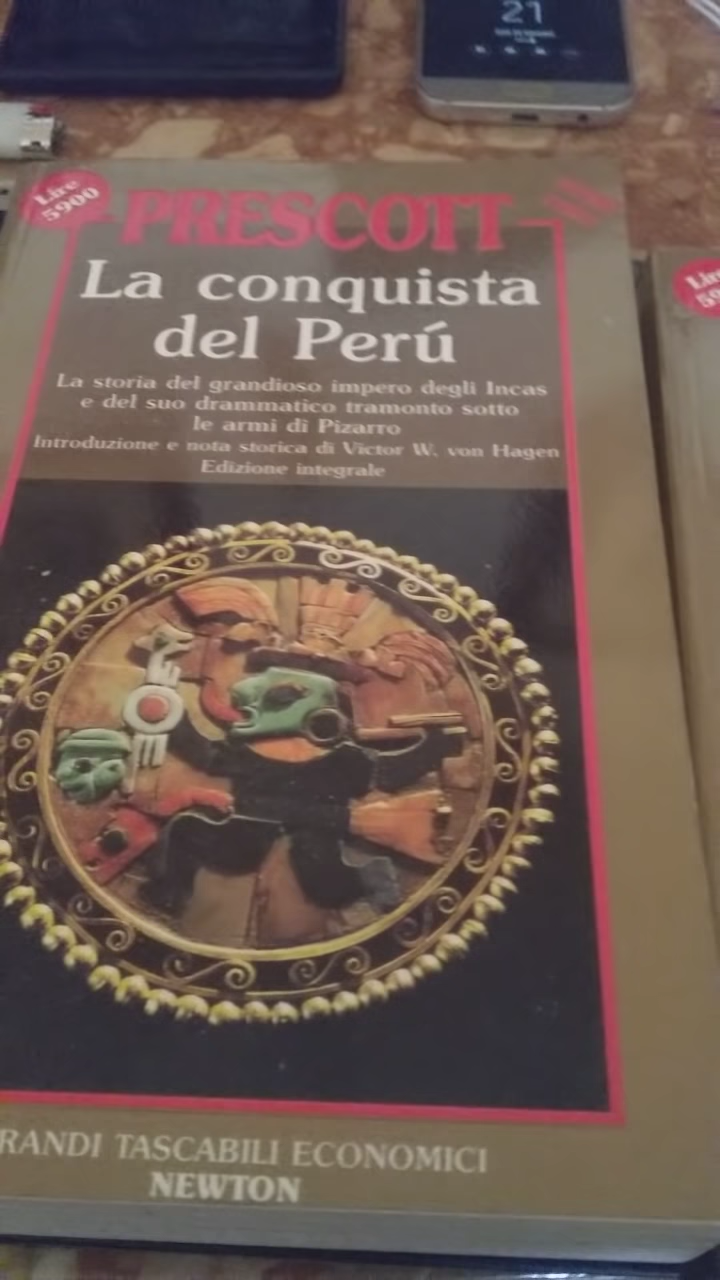 21
Lire
5900
PRESCOTT
La conquista
del Perú
La storia del grandioso impero degli Incas
e del suo drammatico tramonto sotto
le armi di Pizarro
Introduzione e nota storica di Victor W. von Hagen
Edizione integrale
RANDI TASCABILI ECONOMICI
NEWTON